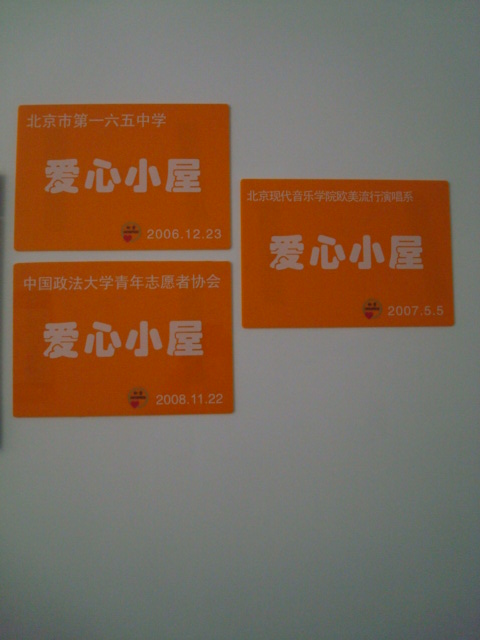 北京市第一六五中学
爱心小屋
2006.12.23
北京现代音乐学院欧美流行演唱系
爱心小屋
2007.5.5
中国政法大学青年志愿者协会
爱心小屋
2008.11.22